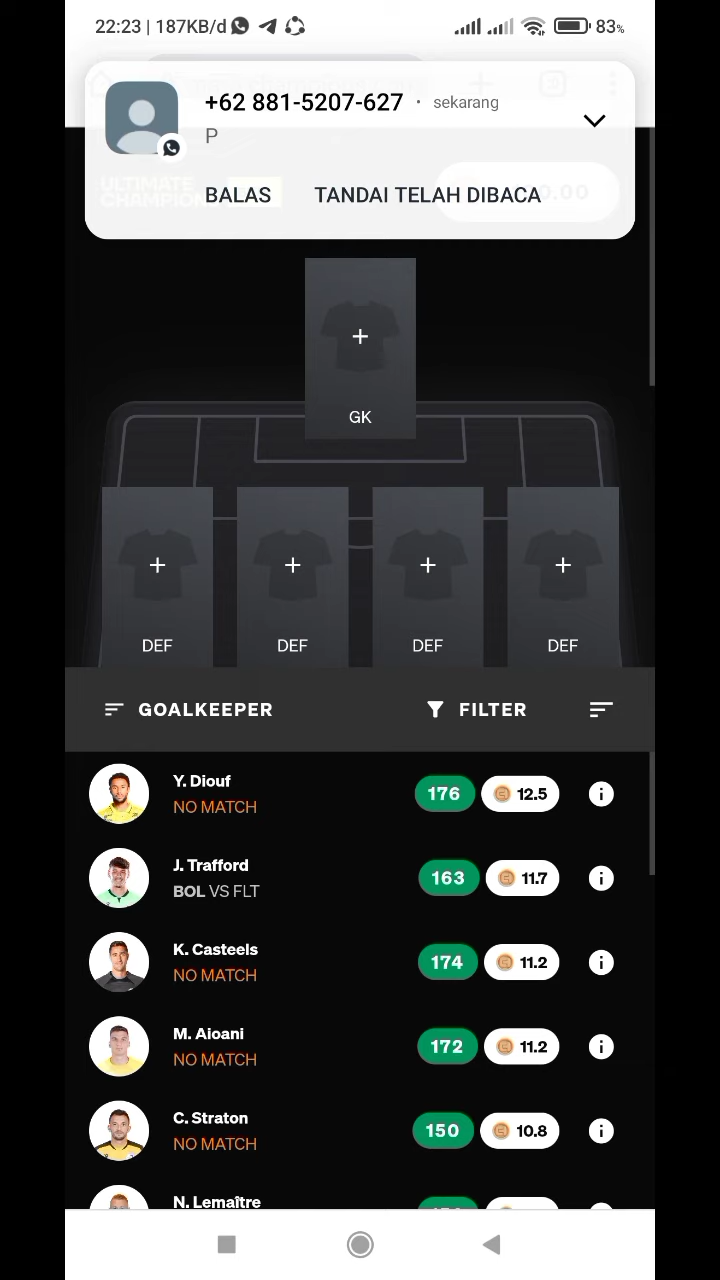 22:23 | 187KB/d
83%
+62 881-5207-627 · sekarang
P
BALAS TANDAI TELAH DIBACA
ULTIMATE
CHAMPION
GK
DEF DEF DEF DEF
GOALKEEPER FILTER
Y. Diouf
NO MATCH
176 12.5
J. Trafford
BOL VS FLT
163 11.7
K. Casteels
NO MATCH
174 11.2
M. Aioani
NO MATCH
172 11.2
C. Straton
NO MATCH
150 10.8
N. Lemaître